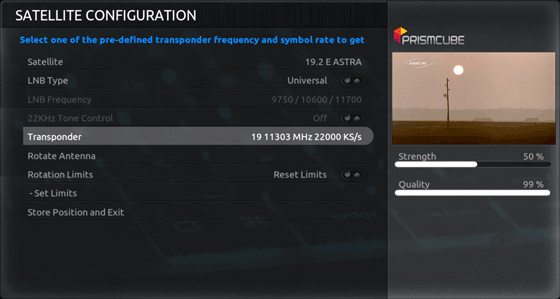 SATELLITE CONFIGURATION
Select one of the pre-defined transponder frequency and symbol rate to get
Satellite 19.2 E ASTRA
LNB Type Universal
LNB Frequency 9750 / 10600 / 11700
22KHz Tone Control Off
Transponder 19 11303 MHz 22000 KS/s
Rotate Antenna
Rotation Limits Reset Limits
- Set Limits
Store Position and Exit
PRISMCUBE
Strength 50 %
Quality 99 %